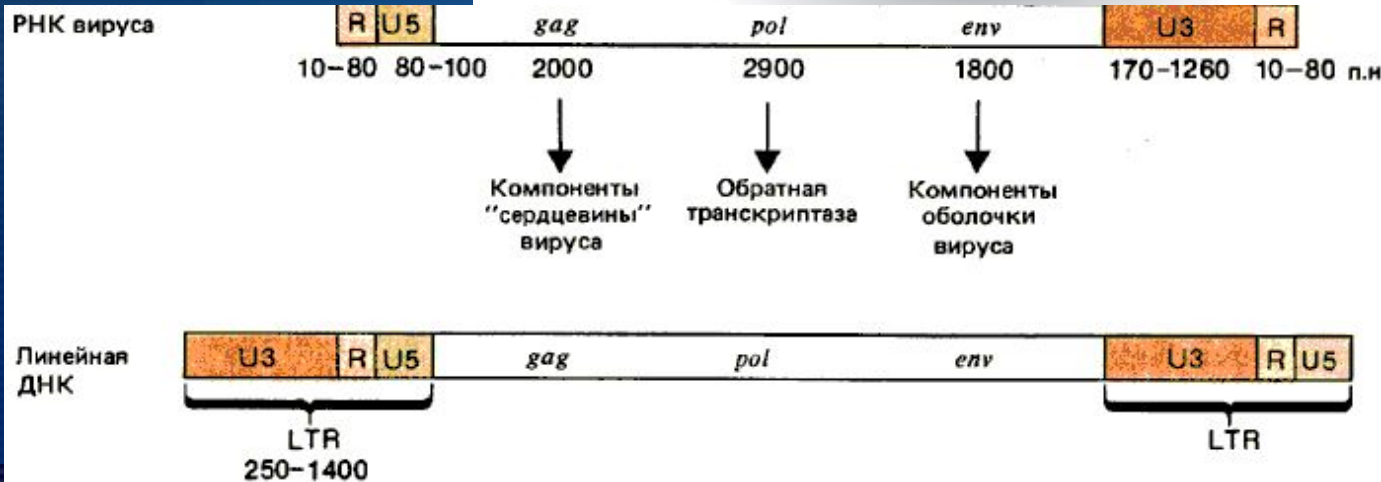 РНК вируса R U5 gag pol env U3 R
10–80 80–100 2000 2900 1800 170–1260 10–80 п.н
Компоненты Обратная Компоненты
"сердцевины" транскриптаза оболочки
вируса вируса
Линейная U3 R U5 gag pol env U3 R U5
ДНК
LTR LTR
250–1400